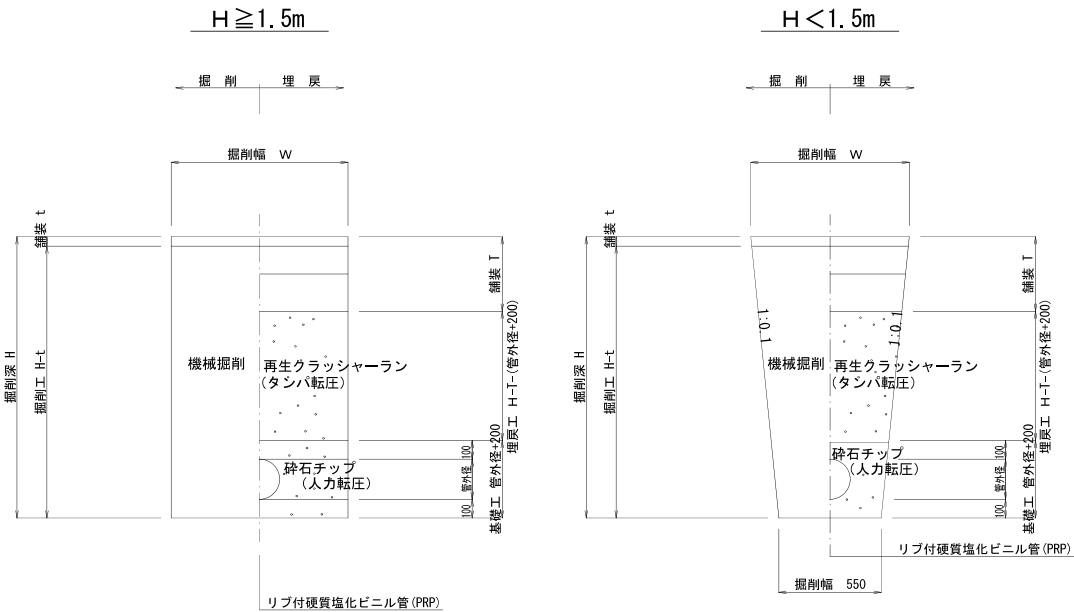 H≧1.5m
掘 削
埋 戻
掘削幅 W
舗装 t
掘削深 H
掘削工 H-t
舗装 T
埋戻工 H-T-(管外径+200)
基礎工 管外径+200
100
管外径
100
機械掘削
再生クラッシャーラン
(タンパ転圧)
砕石チップ
(人力転圧)
リブ付硬質塩化ビニル管(PRP)
H<1.5m
掘 削
埋 戻
掘削幅 W
舗装 t
掘削深 H
掘削工 H-t
舗装 T
埋戻工 H-T-(管外径+200)
基礎工 管外径+200
100
管外径
100
1:0.1
1:0.1
機械掘削
再生クラッシャーラン
(タンパ転圧)
砕石チップ
(人力転圧)
リブ付硬質塩化ビニル管(PRP)
掘削幅 550